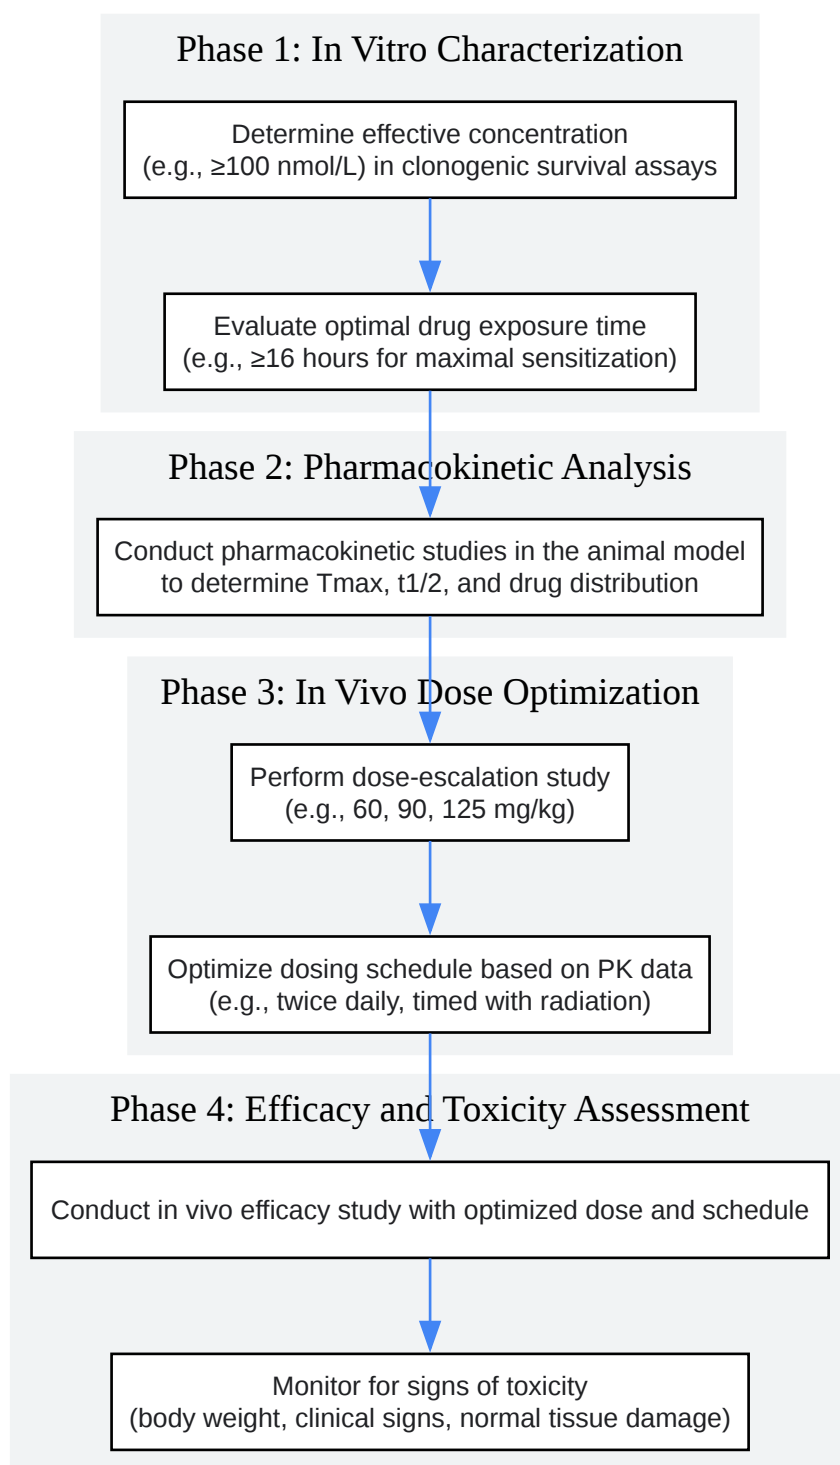 Phase 1: In Vitro Characterization
Determine effective concentration
(e.g., ≥100 nmol/L) in clonogenic survival assays
Evaluate optimal drug exposure time
(e.g., ≥16 hours for maximal sensitization)
Phase 2: Pharmacokinetic Analysis
Conduct pharmacokinetic studies in the animal model
to determine Tmax, t1/2, and drug distribution
Phase 3: In Vivo Dose Optimization
Perform dose-escalation study
(e.g., 60, 90, 125 mg/kg)
Optimize dosing schedule based on PK data
(e.g., twice daily, timed with radiation)
Phase 4: Efficacy and Toxicity Assessment
Conduct in vivo efficacy study with optimized dose and schedule
Monitor for signs of toxicity
(body weight, clinical signs, normal tissue damage)